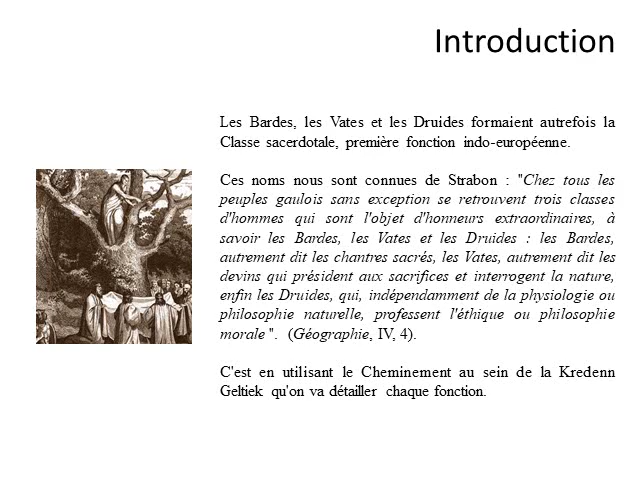 Introduction
Les Bardes, les Vates et les Druides formaient autrefois la
Classe sacerdotale, première fonction indo-européenne.
Ces noms nous sont connues de Strabon : "Chez tous les
peuples gaulois sans exception se retrouvent trois classes
d'hommes qui sont l'objet d'honneurs extraordinaires, à
savoir les Bardes, les Vates et les Druides : les Bardes,
autrement dit les chantres sacrés, les Vates, autrement dit les
devins qui président aux sacrifices et interrogent la nature,
enfin les Druides, qui, indépendamment de la physiologie ou
philosophie naturelle, professent l'éthique ou philosophie
morale ". (Géographie, IV, 4).
C'est en utilisant le Cheminement au sein de la Kredenn
Geltiek qu'on va détailler chaque fonction.